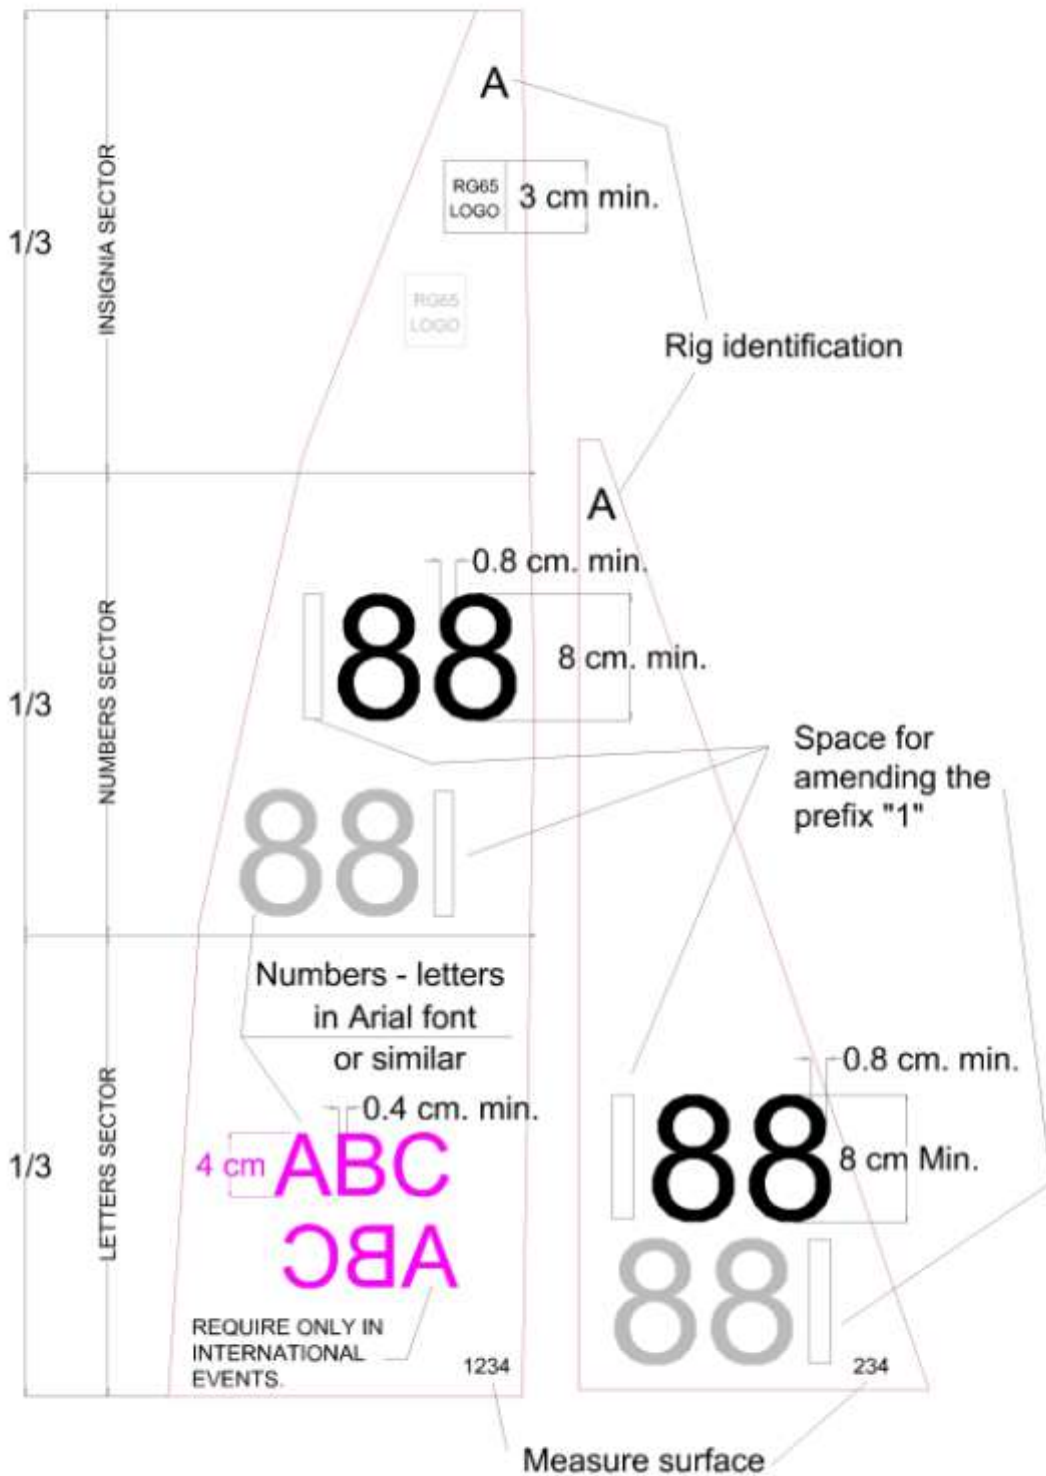 A
RG65
LOGO
3 cm min.
INSIGNIA SECTOR
1/3
RG65
LOGO
Rig identification
A
0.8 cm. min.
88
8 cm. min.
NUMBERS SECTOR
1/3
Space for
amending the
prefix "1"
88
Numbers - letters
in Arial font
or similar
0.8 cm. min.
0.4 cm. min.
LETTERS SECTOR
1/3
4 cm
ABC
88
8 cm Min.
ABC
88
REQUIRE ONLY IN
INTERNATIONAL
EVENTS.
1234
234
Measure surface